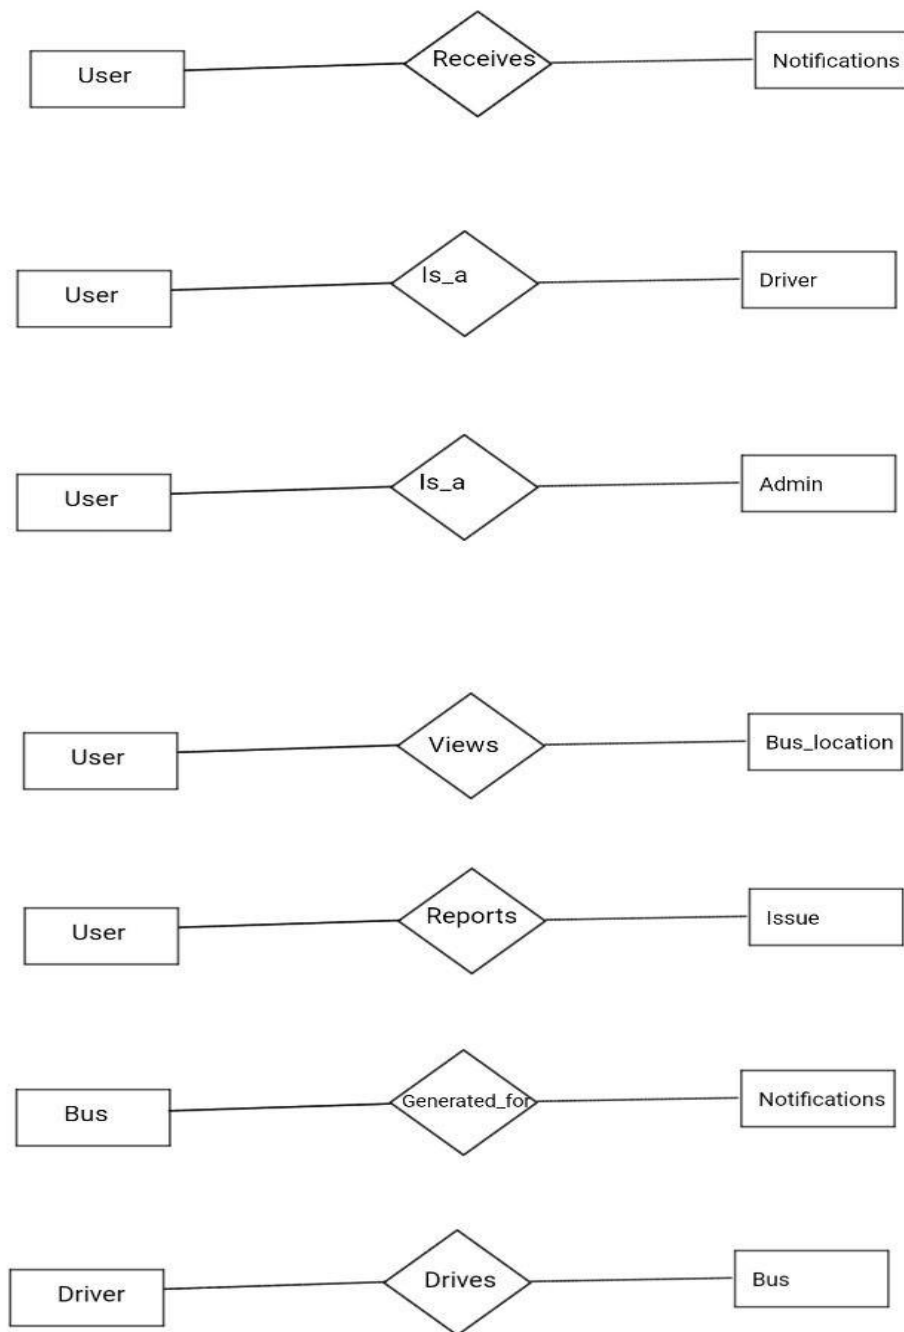 User Receives Notifications
User Is_a Driver
User Is_a Admin
User Views Bus_location
User Reports Issue
Bus Generated_for Notifications
Driver Drives Bus